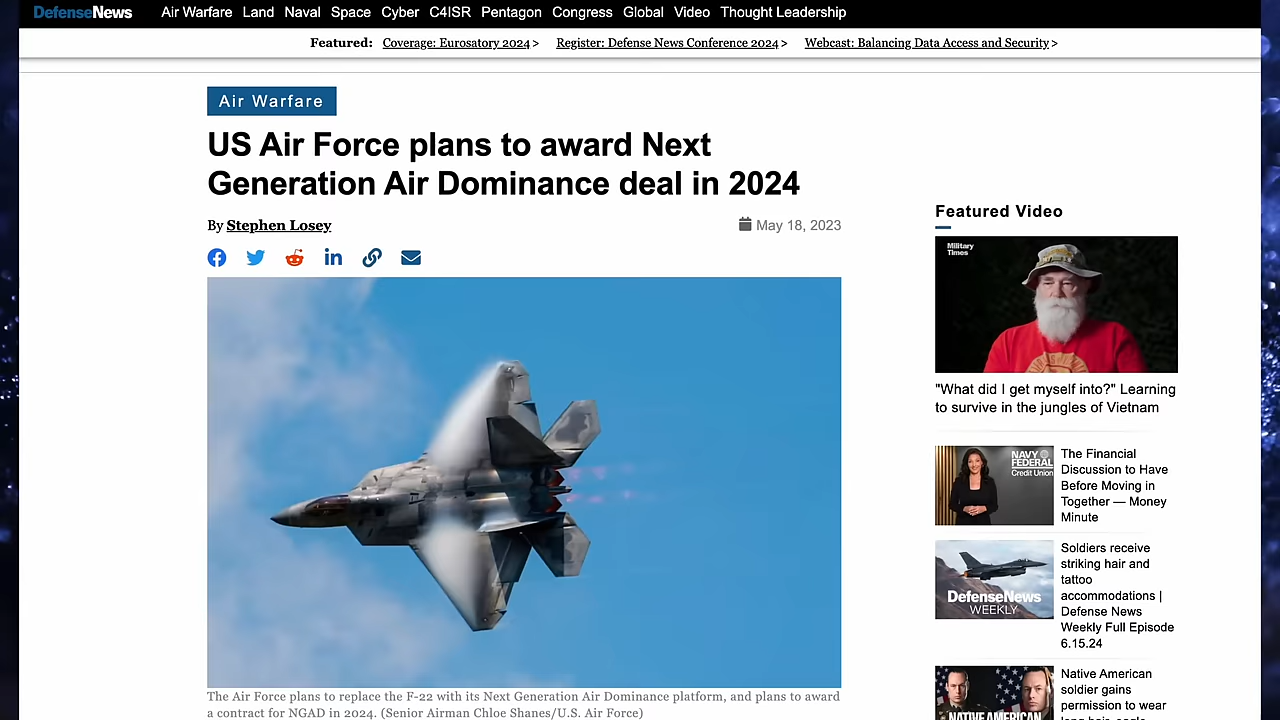 DefenseNews Air Warfare Land Naval Space Cyber C4ISR Pentagon Congress Global Video Thought Leadership
Featured: Coverage: Eurosatory 2024 > Register: Defense News Conference 2024 > Webcast: Balancing Data Access and Security >
Air Warfare
US Air Force plans to award Next
Generation Air Dominance deal in 2024
By Stephen Losey
May 18, 2023
The Air Force plans to replace the F-22 with its Next Generation Air Dominance platform, and plans to award
a contract for NGAD in 2024. (Senior Airman Chloe Shanes/U.S. Air Force)
Featured Video
Military
Times
"What did I get myself into?" Learning
to survive in the jungles of Vietnam
NAVY
FEDERAL
Credit Union
The Financial
Discussion to Have
Before Moving in
Together — Money
Minute
DefenseNews
WEEKLY
Soldiers receive
striking hair and
tattoo
accommodations |
Defense News
Weekly Full Episode
6.15.24
NATIVE AMERICAN
Native American
soldier gains
permission to wear